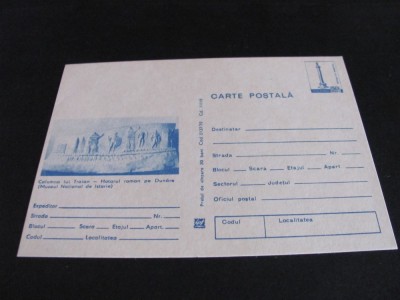 Columna lui Traian – Hotarul roman pe Dunăre
(Muzeul Național de Istorie)
Expeditor
Strada Nr.
Blocul Scara Etajul Apart.
Codul Localitatea
CARTE POSTALĂ
Destinatar
Strada Nr.
Blocul Scara Etajul Apart.
Sectorul Județul
Oficiul poștal
Codul Localitatea